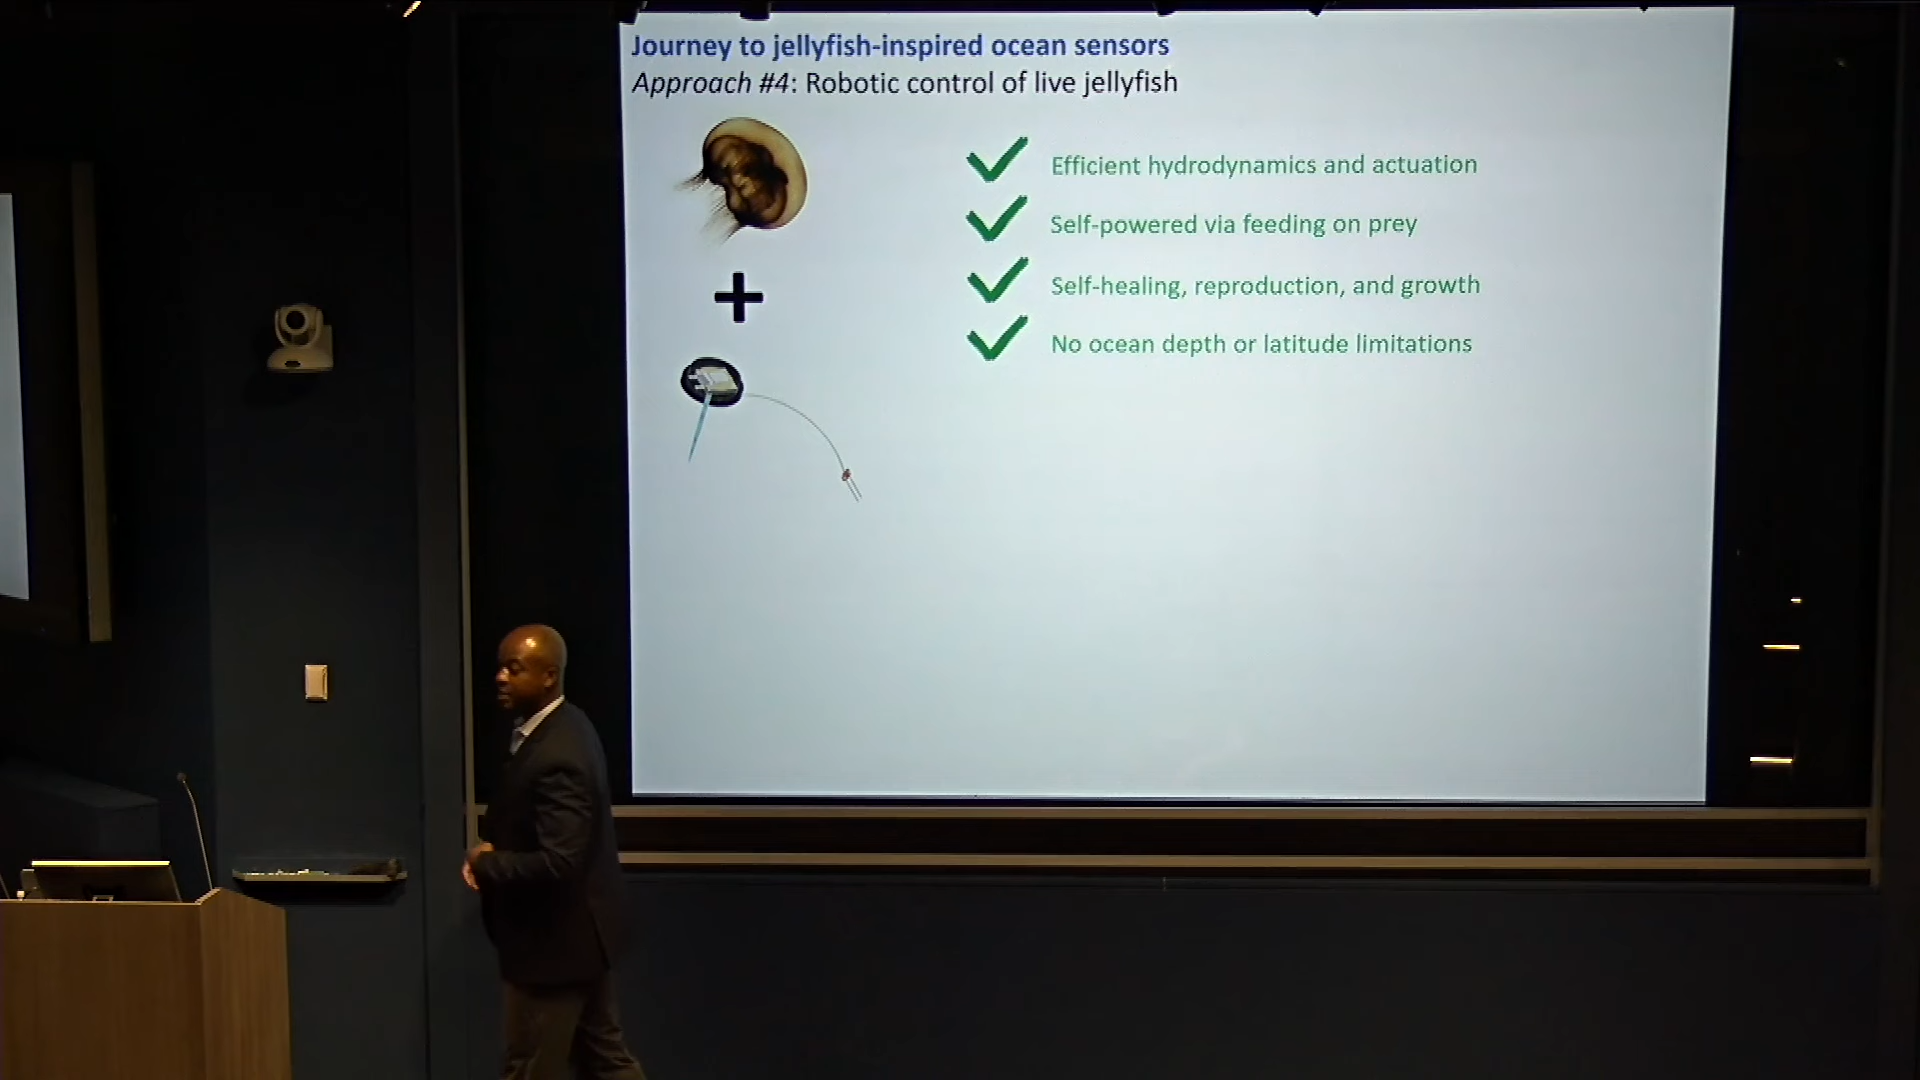 Journey to jellyfish-inspired ocean sensors
Approach #4: Robotic control of live jellyfish
Efficient hydrodynamics and actuation
Self-powered via feeding on prey
Self-healing, reproduction, and growth
No ocean depth or latitude limitations